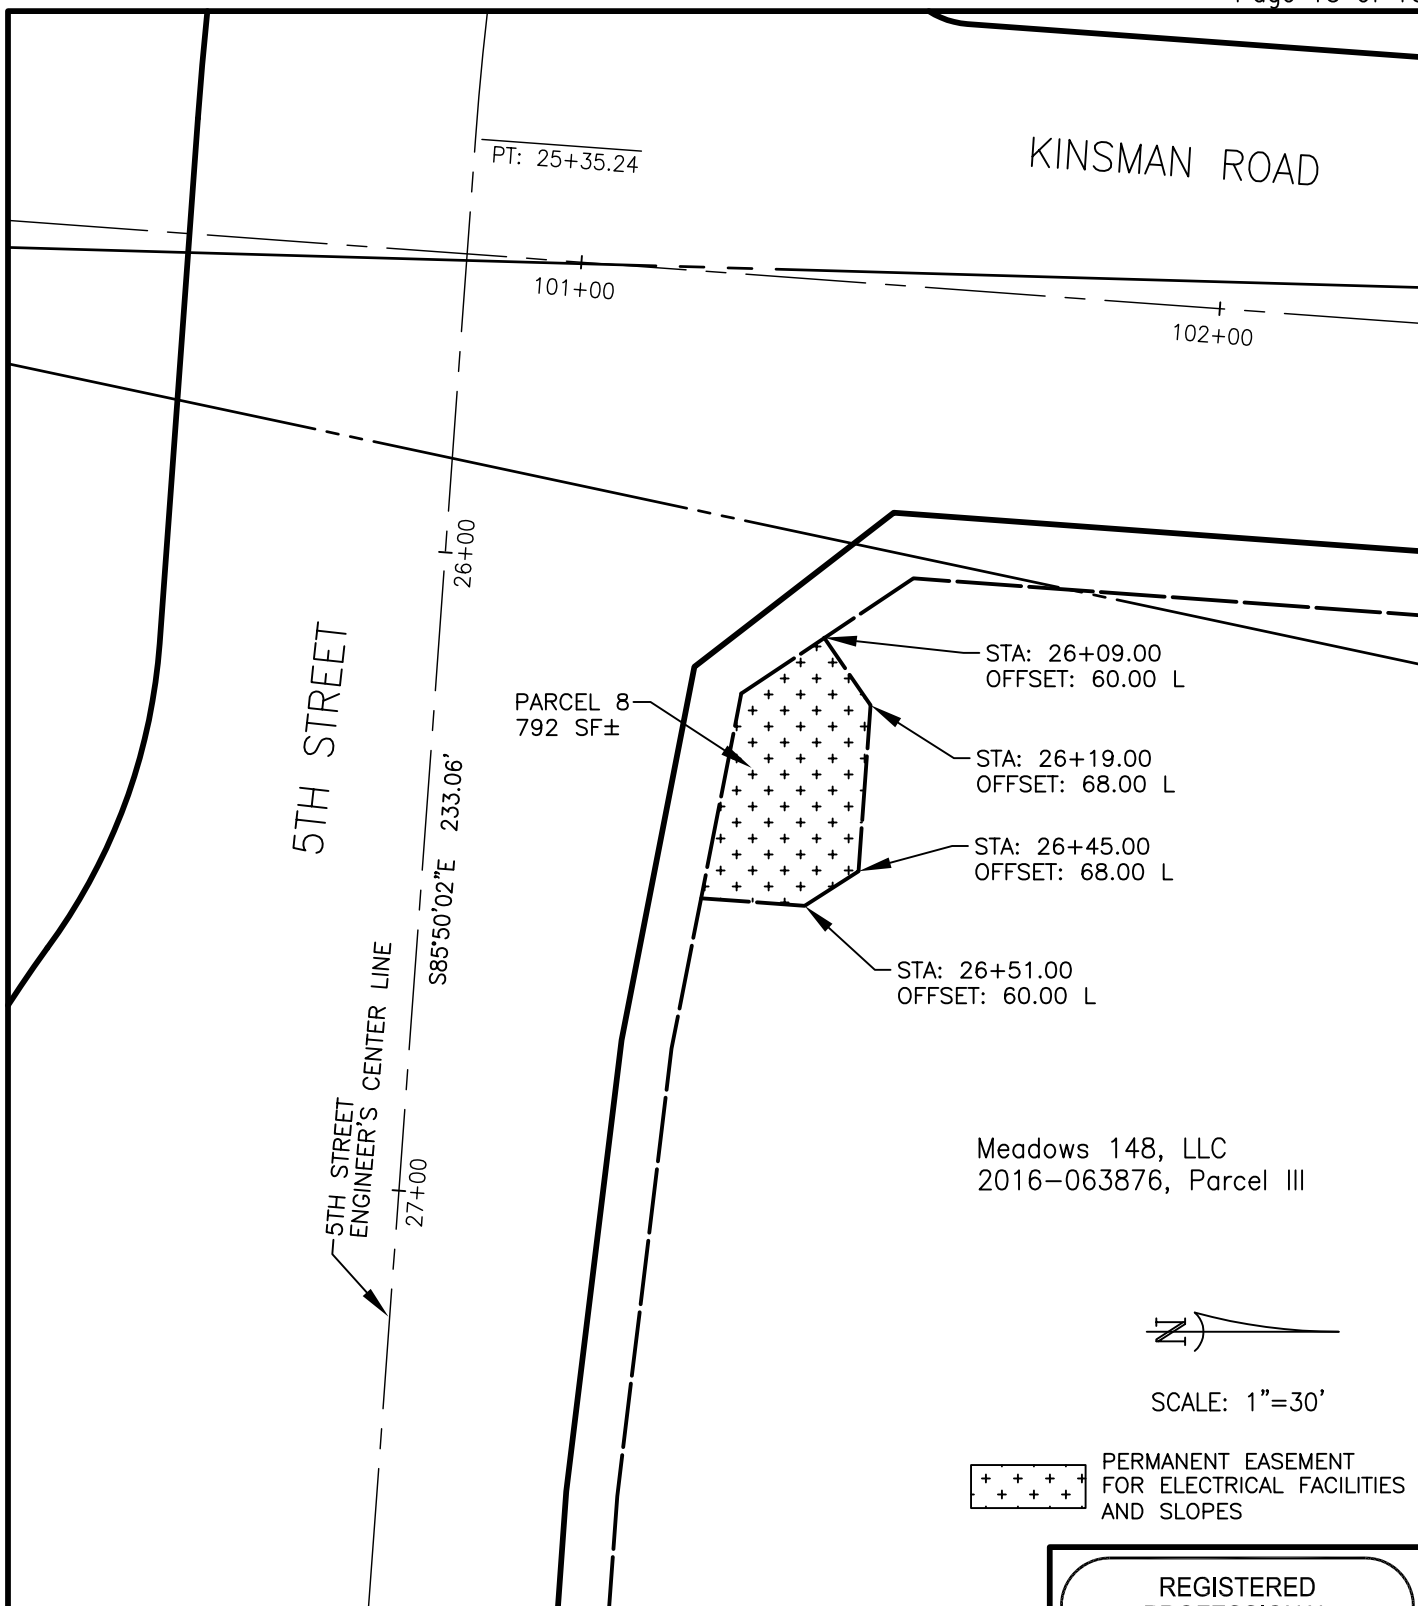 PT: 25+35.24
KINSMAN ROAD
101+00
102+00
26+00
5TH STREET
STA: 26+09.00
OFFSET: 60.00 L
PARCEL 8
792 SF±
STA: 26+19.00
OFFSET: 68.00 L
S85°50'02"E 233.06'
STA: 26+45.00
OFFSET: 68.00 L
STA: 26+51.00
OFFSET: 60.00 L
5TH STREET
ENGINEER'S CENTER LINE
27+00
Meadows 148, LLC
2016-063876, Parcel III
N
SCALE: 1"=30'
PERMANENT EASEMENT
FOR ELECTRICAL FACILITIES
AND SLOPES
REGISTERED